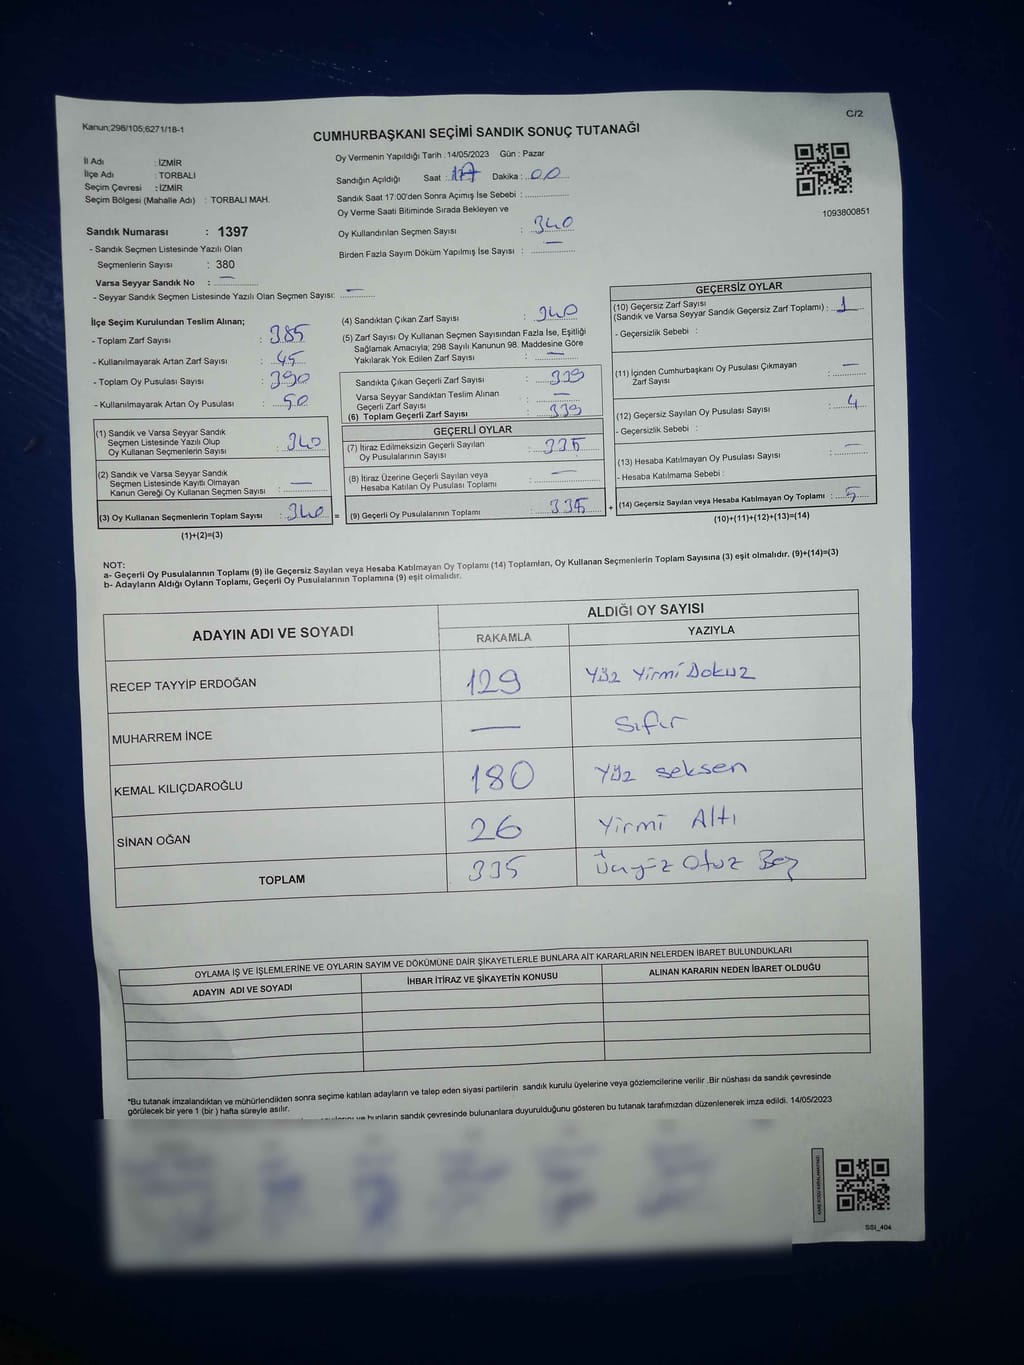 Kanun;298/105;6271/18-1
C/2
CUMHURBAŞKANI SEÇİMİ SANDIK SONUÇ TUTANAĞI
İl Adı : İZMİR
İlçe Adı : TORBALI
Seçim Çevresi : İZMİR
Seçim Bölgesi (Mahalle Adı) : TORBALI MAH.
Oy Vermenin Yapıldığı Tarih : 14/05/2023 Gün : Pazar
Sandığın Açıldığı Saat : 17 Dakika : 00
Sandık Saat 17:00'den Sonra Açımış İse Sebebi :
Oy Verme Saati Bitiminde Sırada Bekleyen ve
Oy Kullandırılan Seçmen Sayısı : 340
Birden Fazla Sayım Döküm Yapılmış İse Sayısı : —
1093800851
Sandık Numarası : 1397
- Sandık Seçmen Listesinde Yazılı Olan
Seçmenlerin Sayısı : 380
Varsa Seyyar Sandık No : —
- Seyyar Sandık Seçmen Listesinde Yazılı Olan Seçmen Sayısı: —
İlçe Seçim Kurulundan Teslim Alınan;
- Toplam Zarf Sayısı : 385
- Kullanılmayarak Artan Zarf Sayısı : 45
- Toplam Oy Pusulası Sayısı : 390
- Kullanılmayarak Artan Oy Pusulası : 50
(1) Sandık ve Varsa Seyyar Sandık
Seçmen Listesinde Yazılı Olup
Oy Kullanan Seçmenlerin Sayısı : 340
(2) Sandık ve Varsa Seyyar Sandık
Seçmen Listesinde Kayıtlı Olmayan
Kanun Gereği Oy Kullanan Seçmen Sayısı : —
(3) Oy Kullanan Seçmenlerin Toplam Sayısı : 340 =
(1)+(2)=(3)
(4) Sandıktan Çıkan Zarf Sayısı : 340
(5) Zarf Sayısı Oy Kullanan Seçmen Sayısından Fazla İse, Eşitliği
Sağlamak Amacıyla; 298 Sayılı Kanunun 98. Maddesine Göre
Yakılarak Yok Edilen Zarf Sayısı : —
Sandıkta Çıkan Geçerli Zarf Sayısı : 339
Varsa Seyyar Sandıktan Teslim Alınan
Geçerli Zarf Sayısı : —
(6) Toplam Geçerli Zarf Sayısı : 339
GEÇERLİ OYLAR
(7) İtiraz Edilmeksizin Geçerli Sayılan
Oy Pusulalarının Sayısı : 335
(8) İtiraz Üzerine Geçerli Sayılan veya
Hesaba Katılan Oy Pusulası Toplamı : —
(9) Geçerli Oy Pusulalarının Toplamı : 335 +
GEÇERSİZ OYLAR
(10) Geçersiz Zarf Sayısı
(Sandık ve Varsa Seyyar Sandık Geçersiz Zarf Toplamı) : 1
- Geçersizlik Sebebi :
(11) İçinden Cumhurbaşkanı Oy Pusulası Çıkmayan
Zarf Sayısı : —
(12) Geçersiz Sayılan Oy Pusulası Sayısı : 4
- Geçersizlik Sebebi :
(13) Hesaba Katılmayan Oy Pusulası Sayısı : —
- Hesaba Katılmama Sebebi :
(14) Geçersiz Sayılan veya Hesaba Katılmayan Oy Toplamı : 5
(10)+(11)+(12)+(13)=(14)
NOT:
a- Geçerli Oy Pusulalarının Toplamı (9) ile Geçersiz Sayılan veya Hesaba Katılmayan Oy Toplamı (14) Toplamları, Oy Kullanan Seçmenlerin Toplam Sayısına (3) eşit olmalıdır. (9)+(14)=(3)
b- Adayların Aldığı Oyların Toplamı, Geçerli Oy Pusulalarının Toplamına (9) eşit olmalıdır.
ADAYIN ADI VE SOYADI
ALDIĞI OY SAYISI
RAKAMLA YAZIYLA
RECEP TAYYİP ERDOĞAN 129 Yüz Yirmi Dokuz
MUHARREM İNCE — Sıfır
KEMAL KILIÇDAROĞLU 180 Yüz seksen
SİNAN OĞAN 26 Yirmi Altı
TOPLAM 335 Üçyüz Otuz Beş
OYLAMA İŞ VE İŞLEMLERİNE VE OYLARIN SAYIM VE DÖKÜMÜNE DAİR ŞİKAYETLERLE BUNLARA AİT KARARLARIN NELERDEN İBARET BULUNDUKLARI
ADAYIN ADI VE SOYADI İHBAR İTİRAZ VE ŞİKAYETİN KONUSU ALINAN KARARIN NEDEN İBARET OLDUĞU
*Bu tutanak imzalandıktan ve mühürlendikten sonra seçime katılan adayların ve talep eden siyasi partilerin sandık kurulu üyelerine veya gözlemcilerine verilir .Bir nüshası da sandık çevresinde
görülecek bir yere 1 (bir ) hafta süreyle asılır.
ve bunların sandık çevresinde bulunanlara duyurulduğunu gösteren bu tutanak tarafımızdan düzenlenerek imza edildi. 14/05/2023
SSI_404